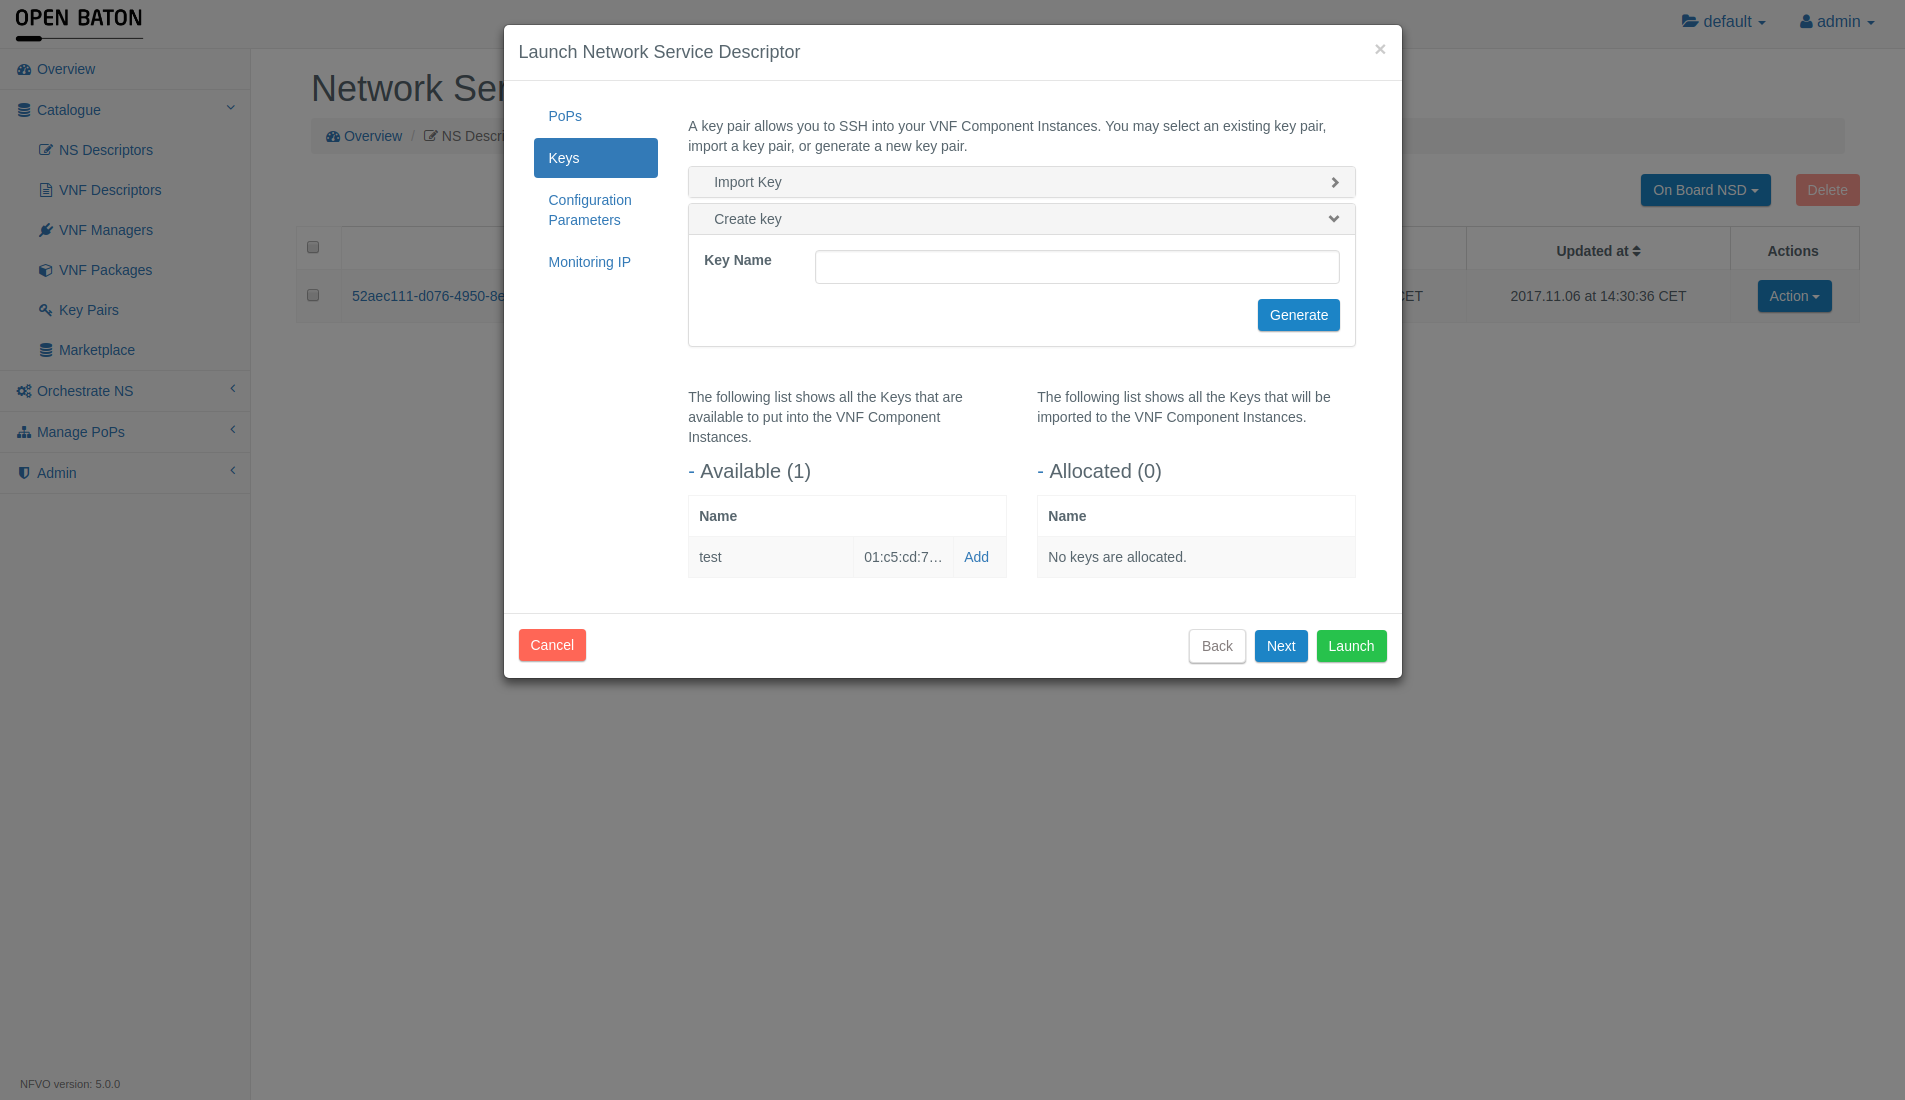 OPEN BATON
default
admin
Overview
Catalogue
NS Descriptors
VNF Descriptors
VNF Managers
VNF Packages
Key Pairs
Marketplace
Orchestrate NS
Manage PoPs
Admin
NFVO version: 5.0.0
Network Ser
Overview / NS Descri
On Board NSD
Delete
Updated at
Actions
52aec111-d076-4950-8e
CET
2017.11.06 at 14:30:36 CET
Action
Launch Network Service Descriptor
×
PoPs
Keys
Configuration
Parameters
Monitoring IP
A key pair allows you to SSH into your VNF Component Instances. You may select an existing key pair,
import a key pair, or generate a new key pair.
Import Key
Create key
Key Name
Generate
The following list shows all the Keys that are
available to put into the VNF Component
Instances.
- Available (1)
Name
test 01:c5:cd:7… Add
The following list shows all the Keys that will be
imported to the VNF Component Instances.
- Allocated (0)
Name
No keys are allocated.
Cancel
Back
Next
Launch